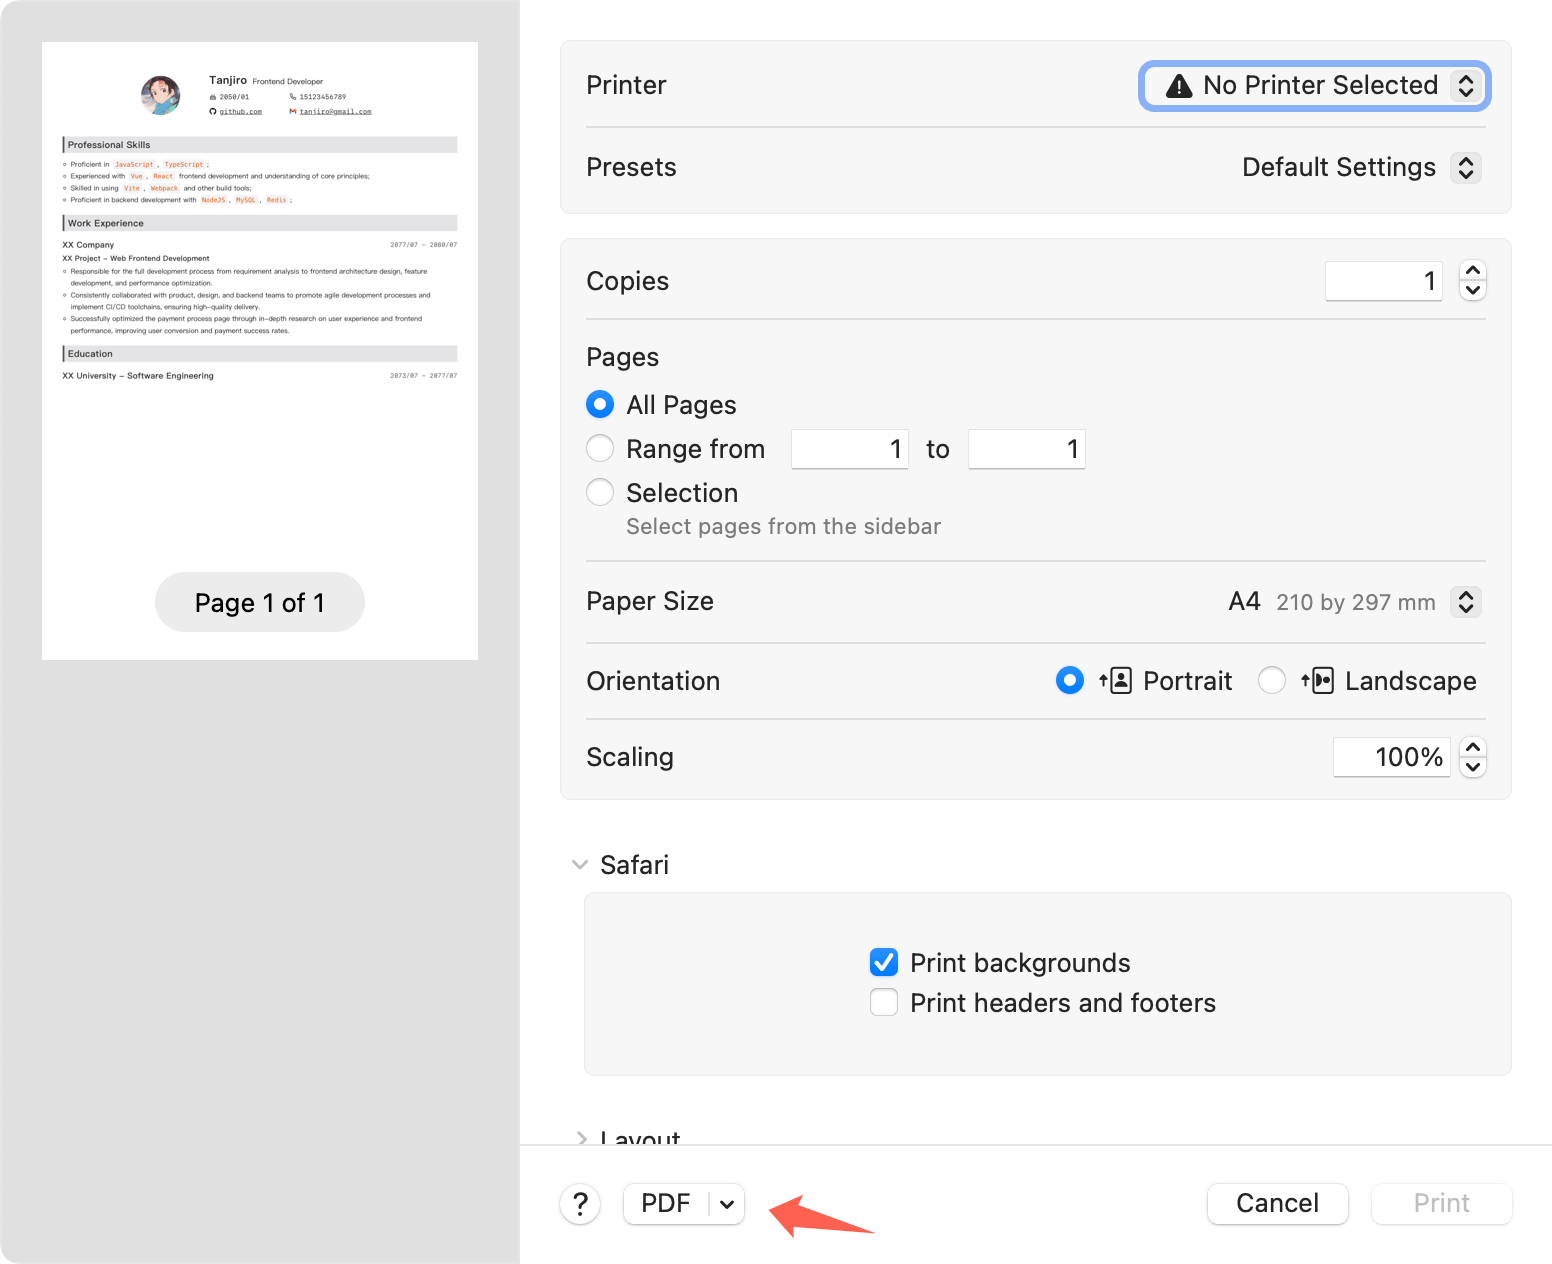 Tanjiro Frontend Developer
2050/01 15123456789
github.com tanjiro@gmail.com
Professional Skills
Proficient in JavaScript , TypeScript ;
Experienced with Vue , React frontend development and understanding of core principles;
Skilled in using Vite , Webpack and other build tools;
Proficient in backend development with NodeJS , MySQL , Redis ;
Work Experience
XX Company 2077/07 - 2080/07
XX Project - Web Frontend Development
Responsible for the full development process from requirement analysis to frontend architecture design, feature
development, and performance optimization.
Consistently collaborated with product, design, and backend teams to promote agile development processes and
implement CI/CD toolchains, ensuring high-quality delivery.
Successfully optimized the payment process page through in-depth research on user experience and frontend
performance, improving user conversion and payment success rates.
Education
XX University - Software Engineering 2073/07 - 2077/07
Page 1 of 1
Printer No Printer Selected
Presets Default Settings
Copies 1
Pages
All Pages
Range from 1 to 1
Selection
Select pages from the sidebar
Paper Size A4 210 by 297 mm
Orientation Portrait Landscape
Scaling 100%
Safari
Print backgrounds
Print headers and footers
Layout
? PDF Cancel Print